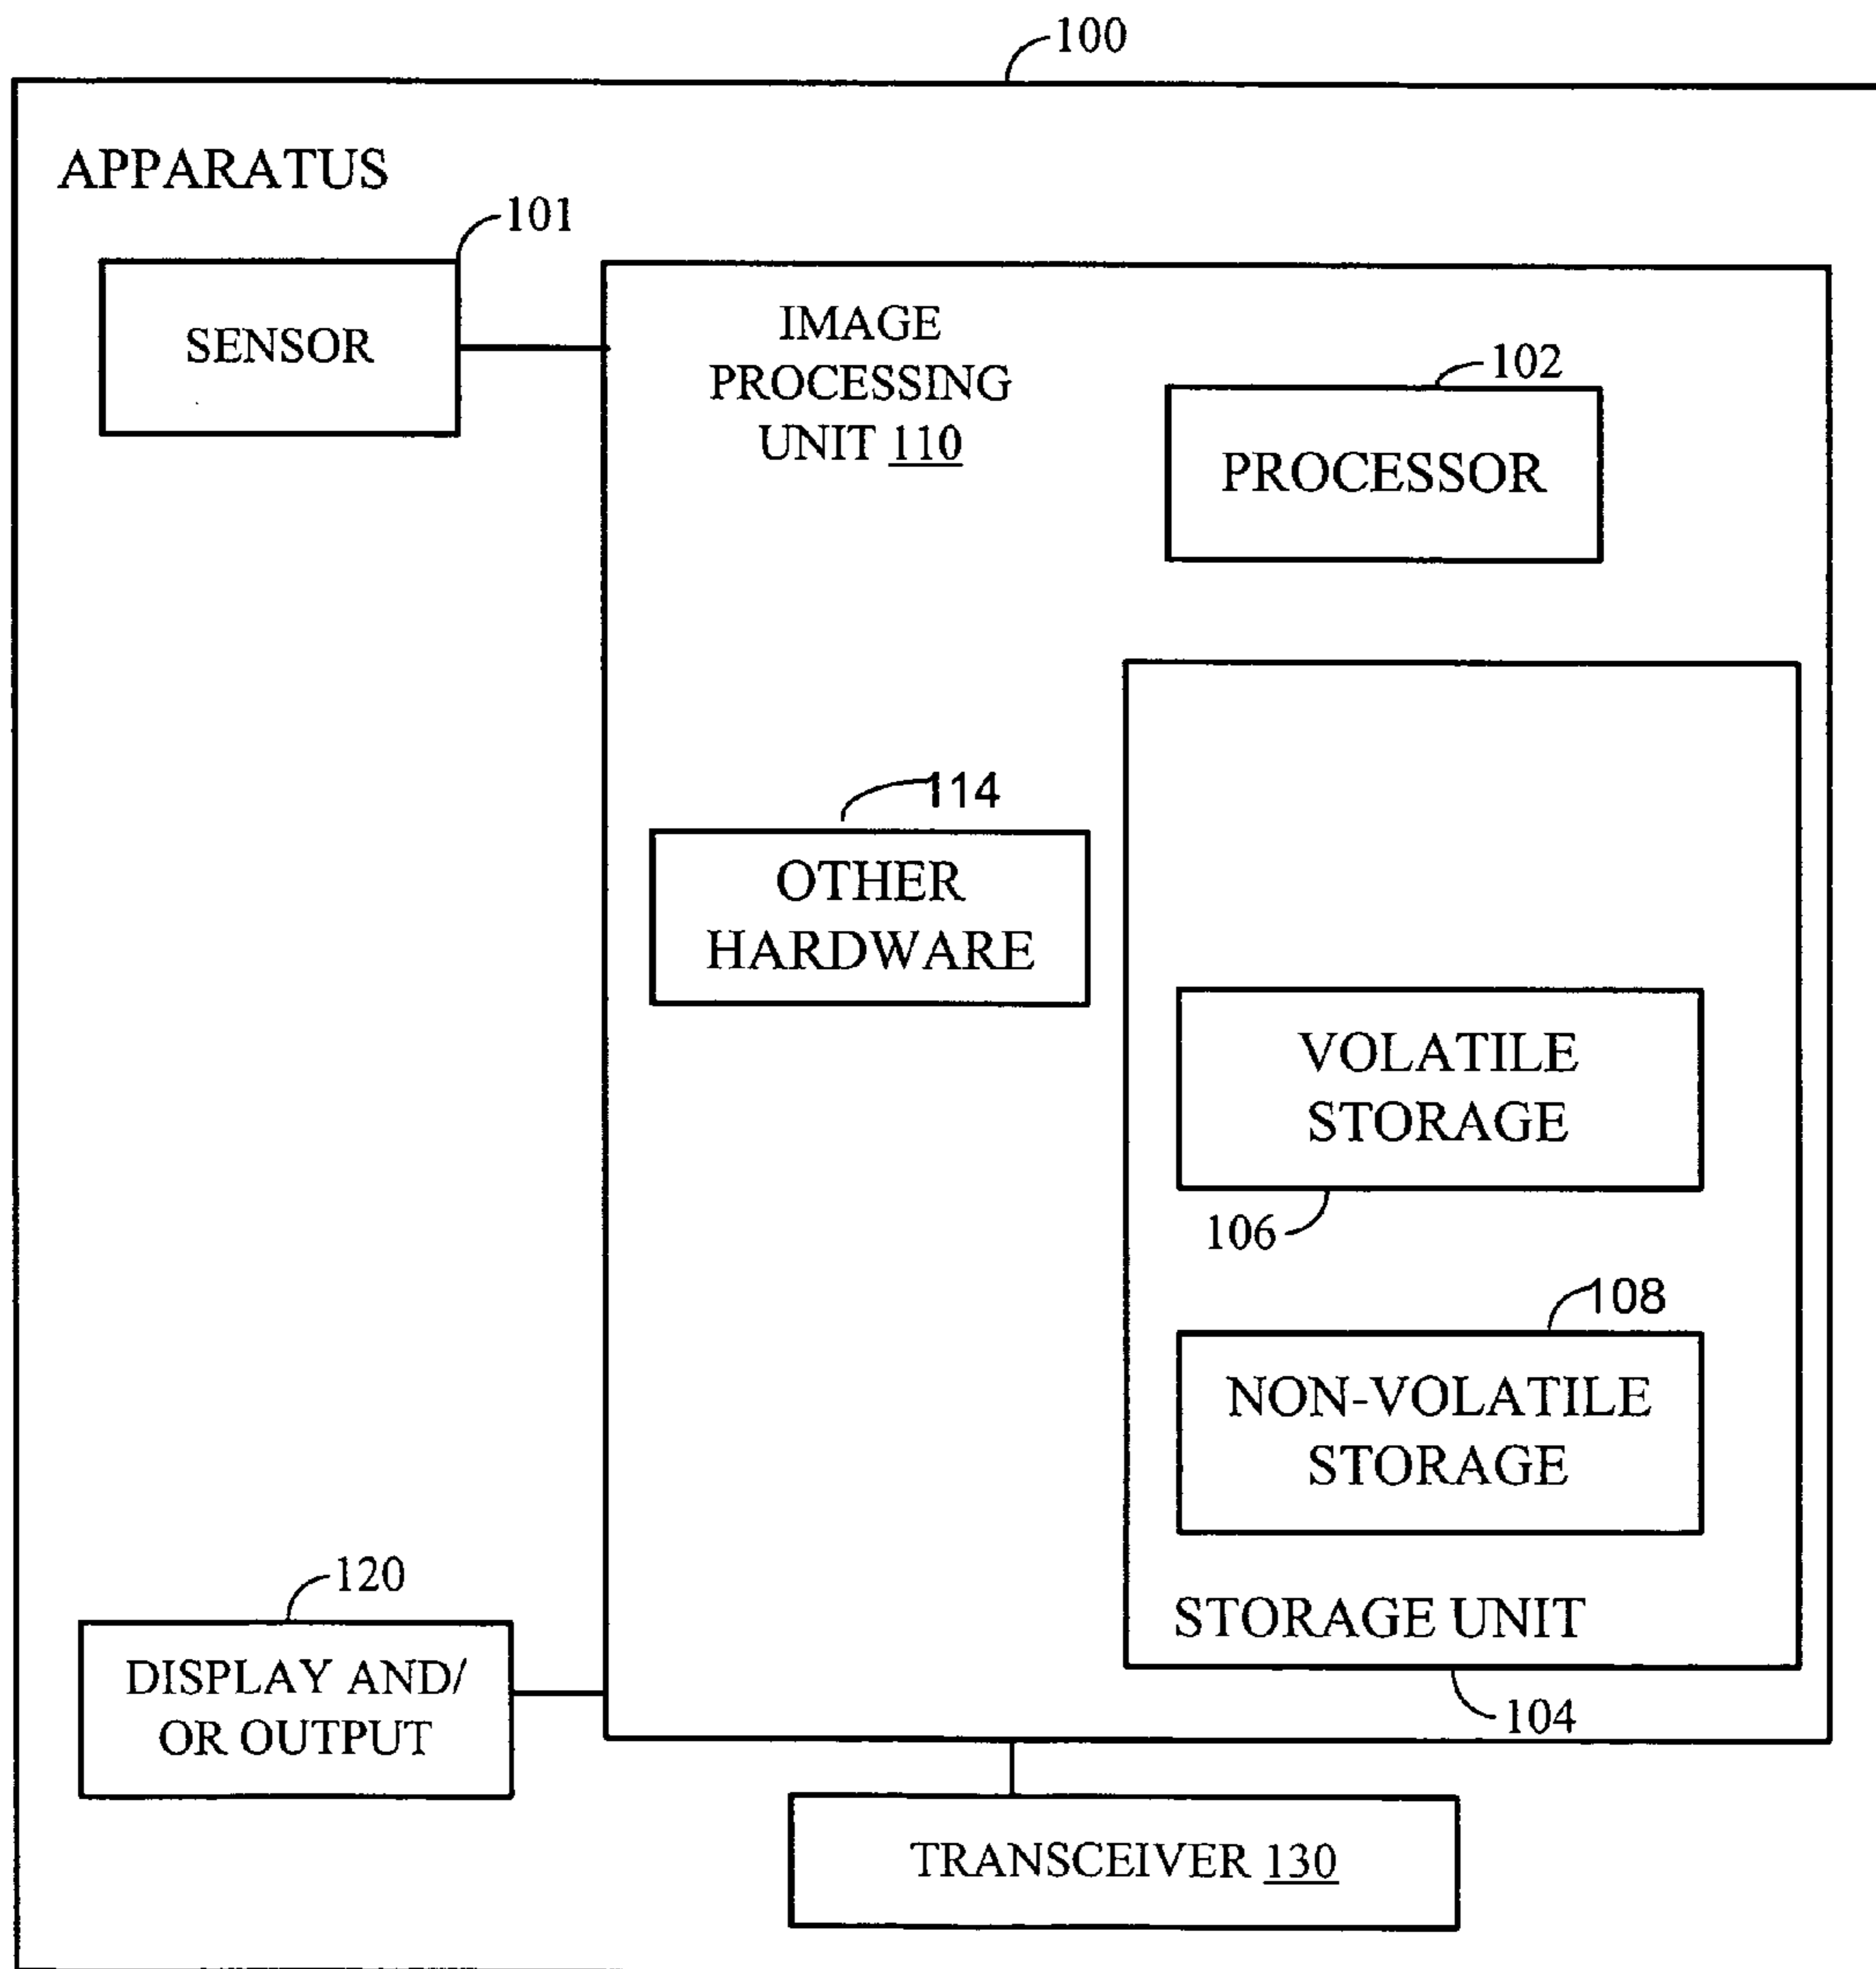 100
APPARATUS
101
SENSOR
IMAGE
PROCESSING
UNIT 110
102
PROCESSOR
114
OTHER
HARDWARE
VOLATILE
STORAGE
106
108
NON-VOLATILE
STORAGE
STORAGE UNIT
104
120
DISPLAY AND/
OR OUTPUT
TRANSCEIVER 130